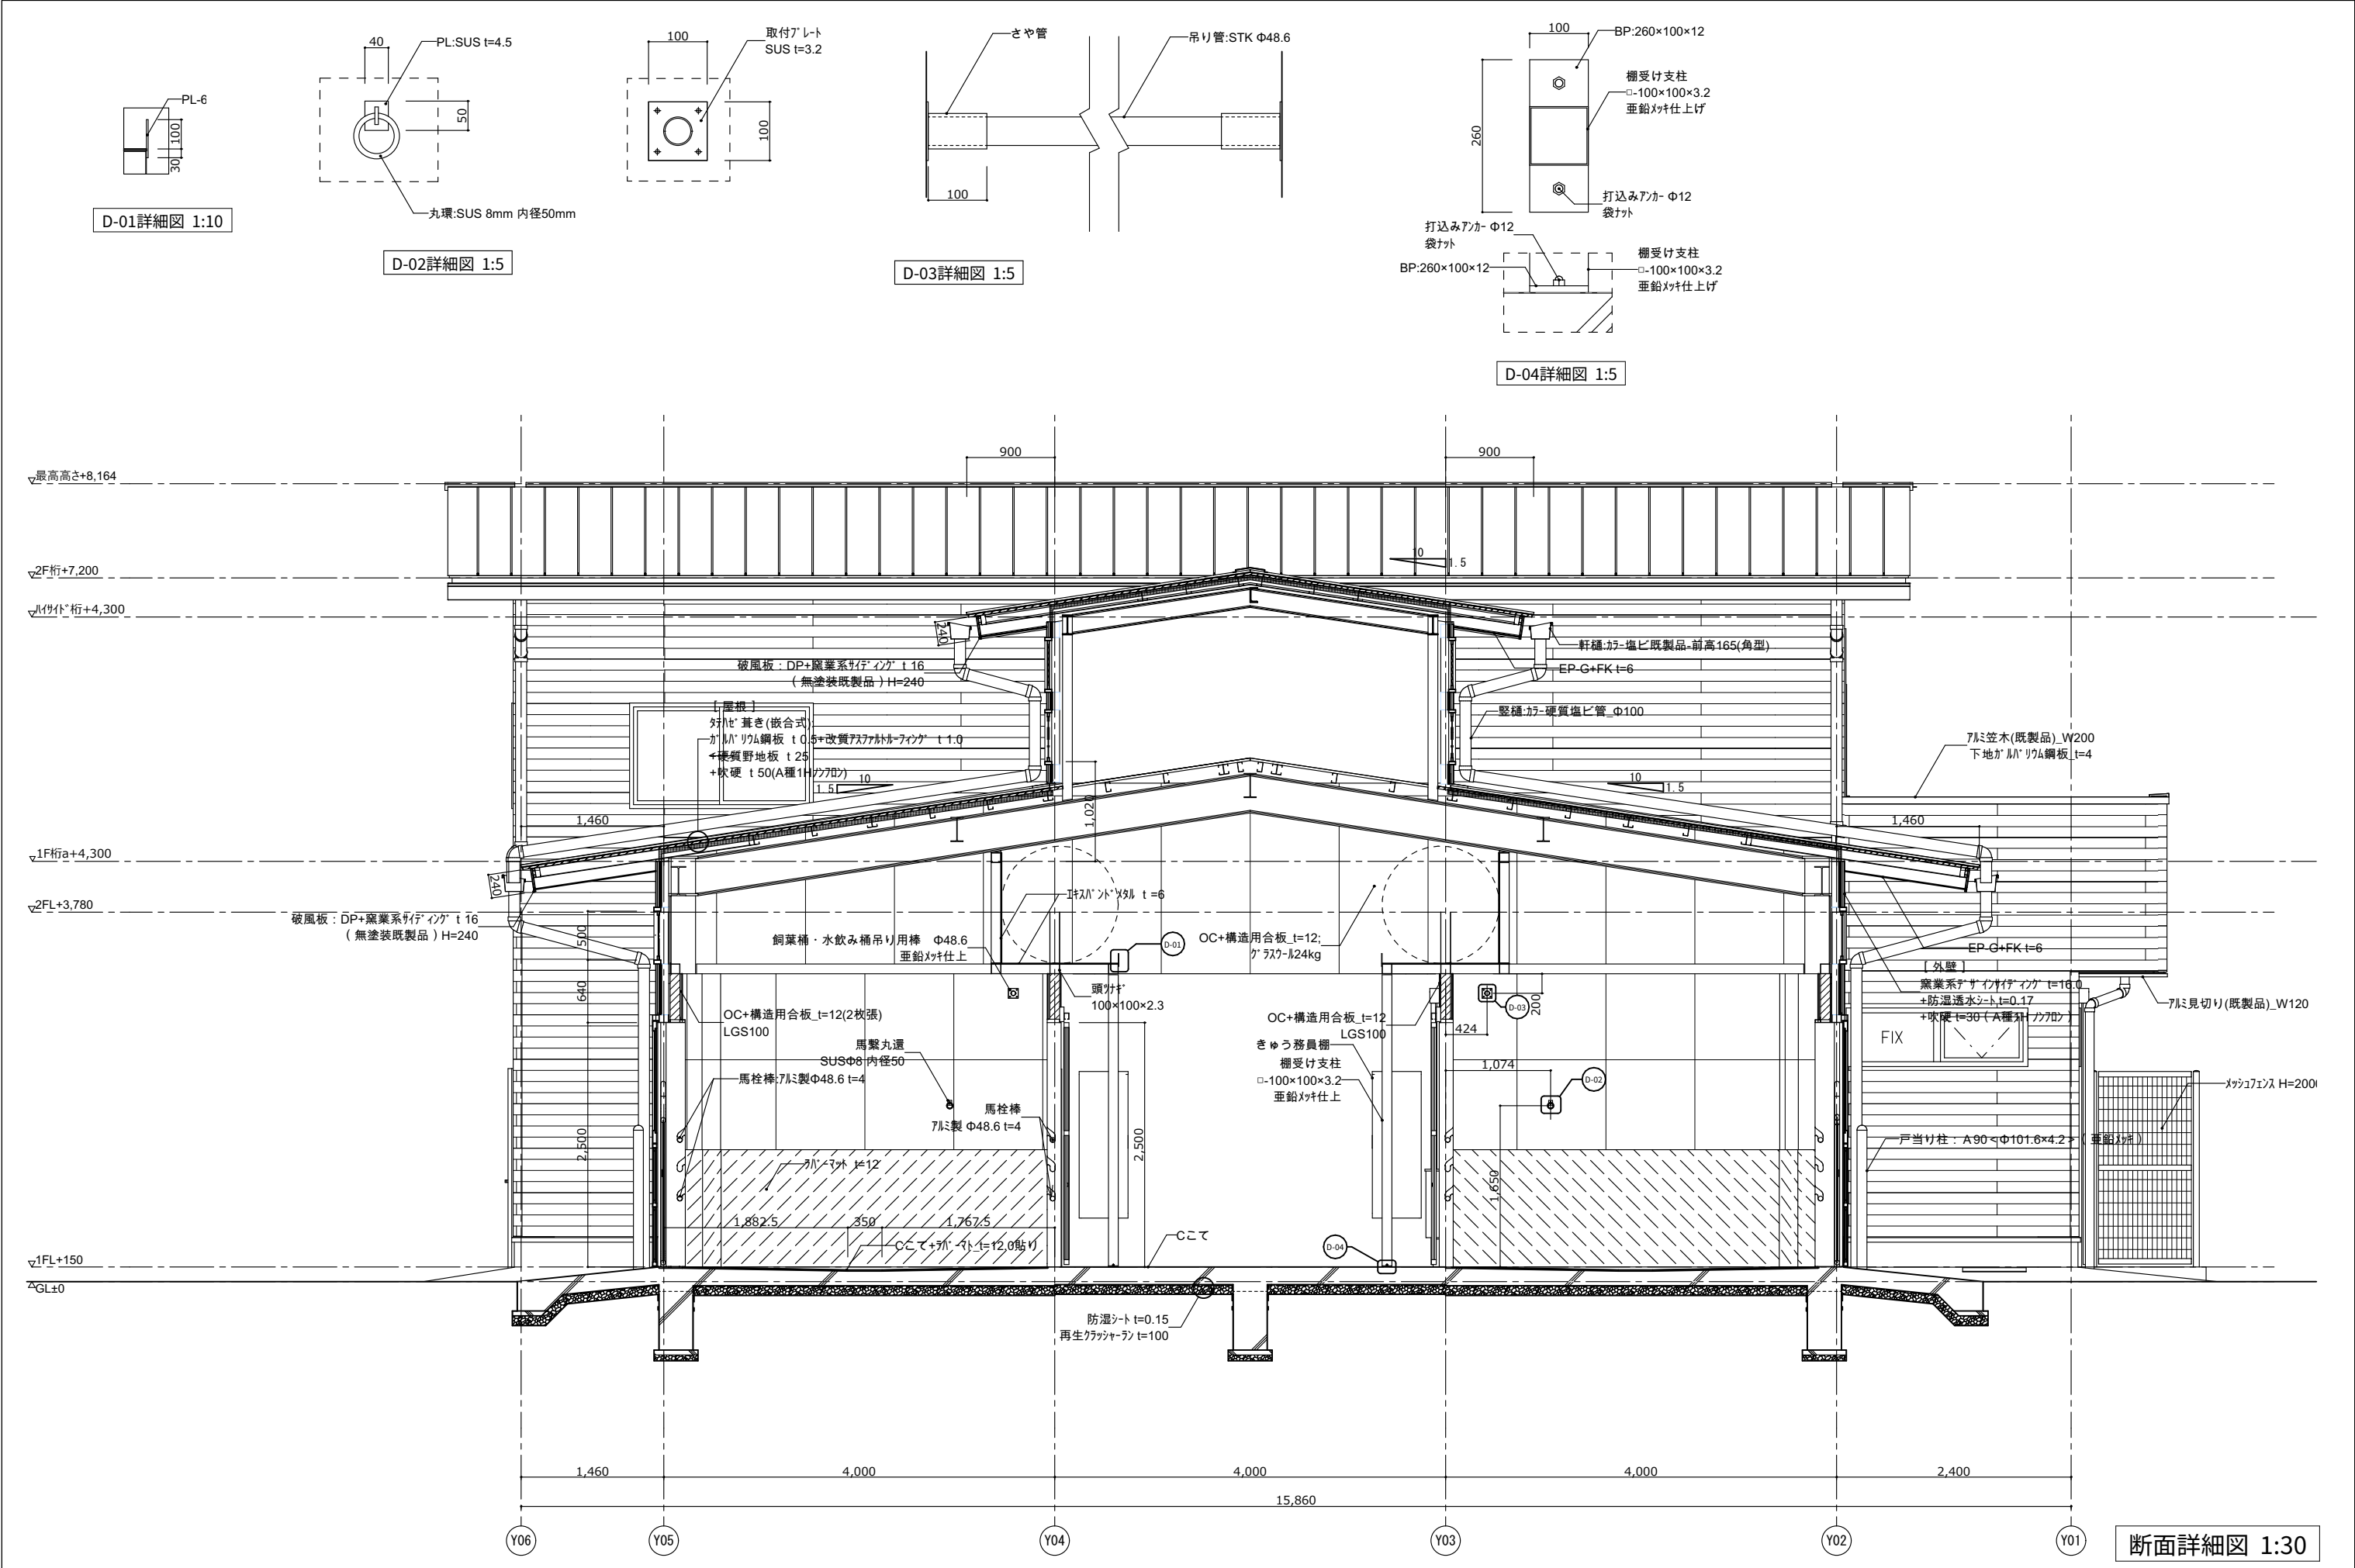 PL-6
100
30
D-01詳細図 1:10
40
PL:SUS t=4.5
50
丸環:SUS 8mm 内径50mm
D-02詳細図 1:5
100
取付プレート
SUS t=3.2
100
さや管
吊り管:STK Φ48.6
100
D-03詳細図 1:5
100
BP:260×100×12
棚受け支柱
□-100×100×3.2
亜鉛メッキ仕上げ
260
打込みアンカー Φ12
袋ナット
打込みアンカー Φ12
袋ナット
BP:260×100×12
棚受け支柱
□-100×100×3.2
亜鉛メッキ仕上げ
D-04詳細図 1:5
900
900
最高高さ+8,164
2F桁+7,200
ハイサイド桁+4,300
1F桁a+4,300
2FL+3,780
1FL+150
GL±0
10
1.5
240
破風板：DP+窯業系サイディング t 16
（ 無塗装既製品 ）H=240
軒樋:カラー塩ビ既製品-前高165(角型)
EP-G+FK t=6
竪樋:カラー硬質塩ビ管_Φ100
[ 屋根 ]
タテハゼ葺き(嵌合式)
ガルバリウム鋼板 t 0.5+改質アスファルトルーフィング t 1.0
+硬質野地板 t 25
+吹硬 t 50(A種1Hノンフロン)
10
1.5
10
1.5
アルミ笠木(既製品)_W200
下地ガルバリウム鋼板_t=4
1,460
1,020
1,460
240
破風板：DP+窯業系サイディング t 16
（ 無塗装既製品 ）H=240
500
640
2,500
エキスパンドメタル t =6
飼葉桶・水飲み桶吊り用棒 Φ48.6
亜鉛メッキ仕上
D-01
OC+構造用合板_t=12;
グラスウール24kg
頭ツナギ
100×100×2.3
OC+構造用合板_t=12(2枚張)
LGS100
馬繋丸還
SUSΦ8 内径50
馬栓棒:アルミ製Φ48.6 t=4
馬栓棒
アルミ製 Φ48.6 t=4
OC+構造用合板_t=12
LGS100
きゅう務員棚
棚受け支柱
□-100×100×3.2
亜鉛メッキ仕上
D-03
200
424
1,074
D-02
1,650
2,500
EP-G+FK t=6
[ 外壁 ]
窯業系デザインサイディング t=16.0
+防湿透水シート,t=0.17
+吹硬 t=30 ( A種1Hノンフロン )
FIX
アルミ見切り(既製品)_W120
メッシュフェンス H=200
戸当り柱：A90<Φ101.6×4.2>（亜鉛メッキ）
ラバーマット t=12
1,882.5
350
1,767.5
Cこて+ラバーマト_t=12.0貼り
Cこて
D-04
防湿シート t=0.15
再生クラッシャーラン t=100
1,460
4,000
4,000
4,000
2,400
15,860
Y06
Y05
Y04
Y03
Y02
Y01
断面詳細図 1:30